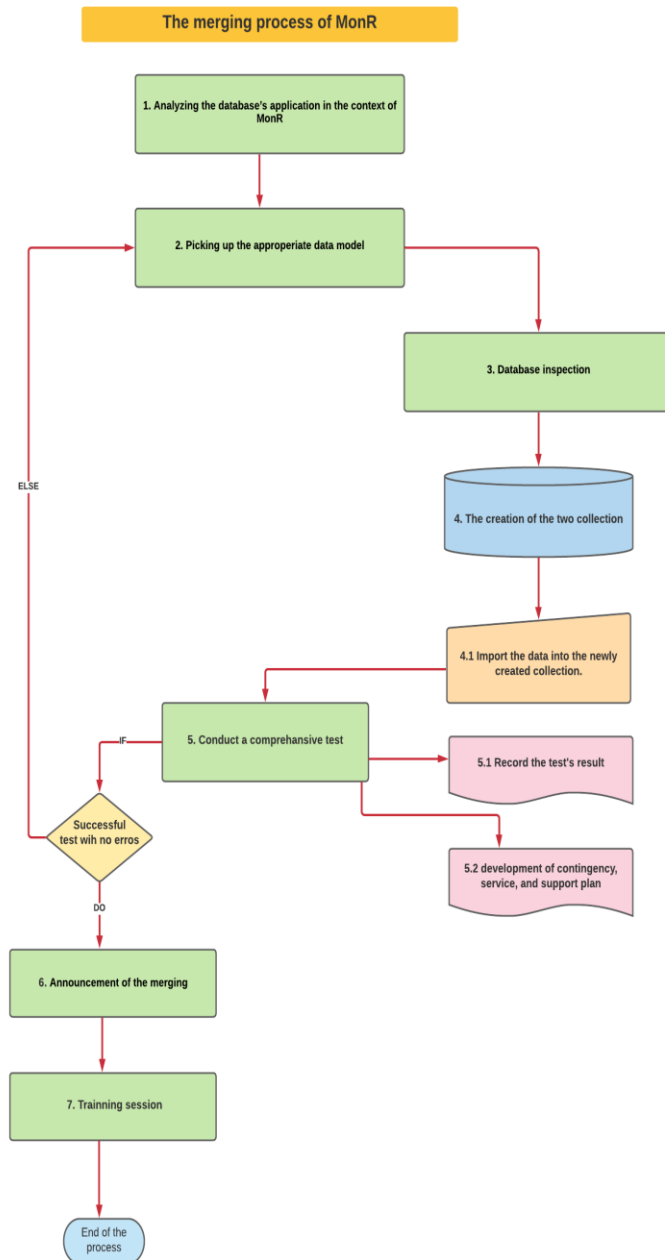 The merging process of MonR
1. Analyzing the database's application in the context of
MonR
2. Picking up the approperiate data model
3. Database inspection
ELSE
4. The creation of the two collection
4.1 Import the data into the newly
created collection.
5. Conduct a comprehansive test
IF
5.1 Record the test's result
Successful
test wih no erros
5.2 development of contingency,
service, and support plan
DO
6. Announcement of the merging
7. Trainning session
End of the
process